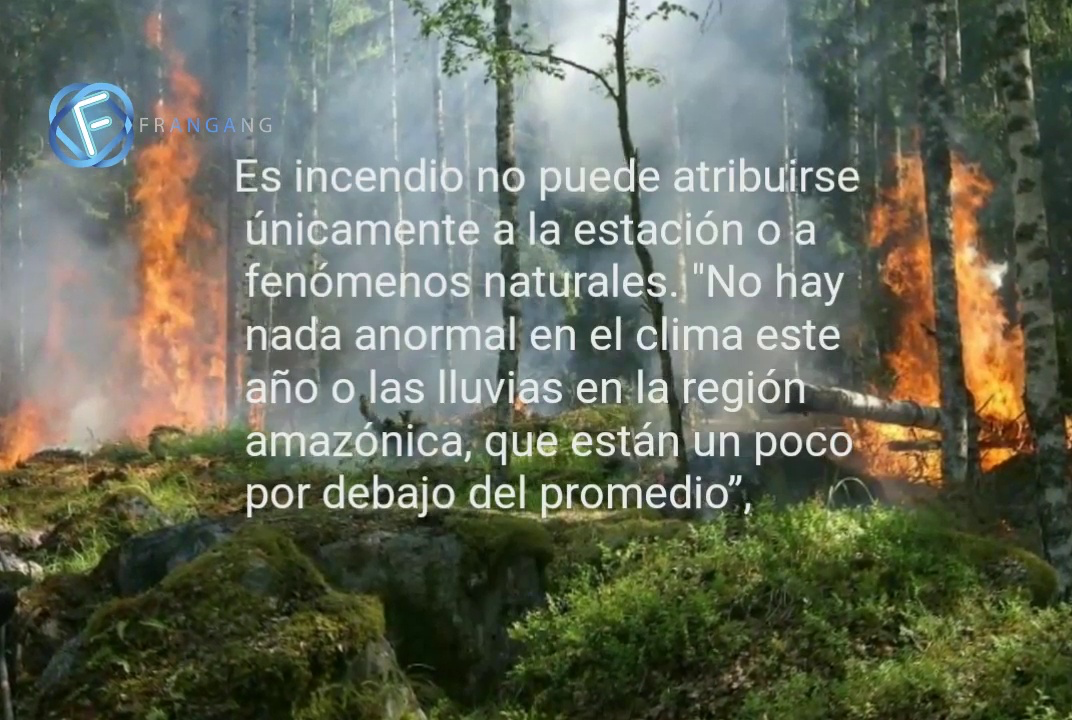 FRANGANG
Es incendio no puede atribuirse
únicamente a la estación o a
fenómenos naturales. "No hay
nada anormal en el clima este
año o las lluvias en la región
amazónica, que están un poco
por debajo del promedio”,